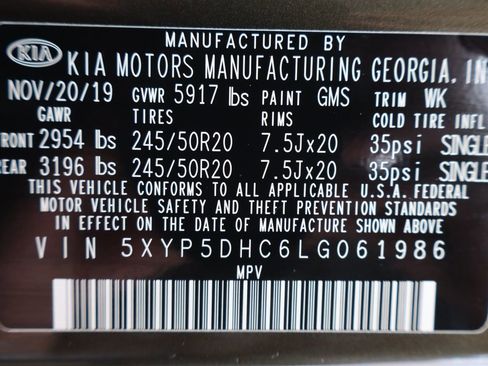 MANUFACTURED BY
KIA KIA MOTORS MANUFACTURING GEORGIA, IN
NOV/20/19 GVWR 5917 lbs PAINT GMS TRIM WK
GAWR TIRES RIMS COLD TIRE INFL
FRONT 2954 lbs 245/50R20 7.5Jx20 35psi SINGLE
REAR 3196 lbs 245/50R20 7.5Jx20 35psi SINGLE
THIS VEHICLE CONFORMS TO ALL APPLICABLE U.S.A. FEDERAL
MOTOR VEHICLE SAFETY AND THEFT PREVENTION STANDARDS
IN EFFECT ON THE DATE OF MANUFACTURE SHOWN ABOVE
VIN 5XYP5DHC6LG061986
MPV